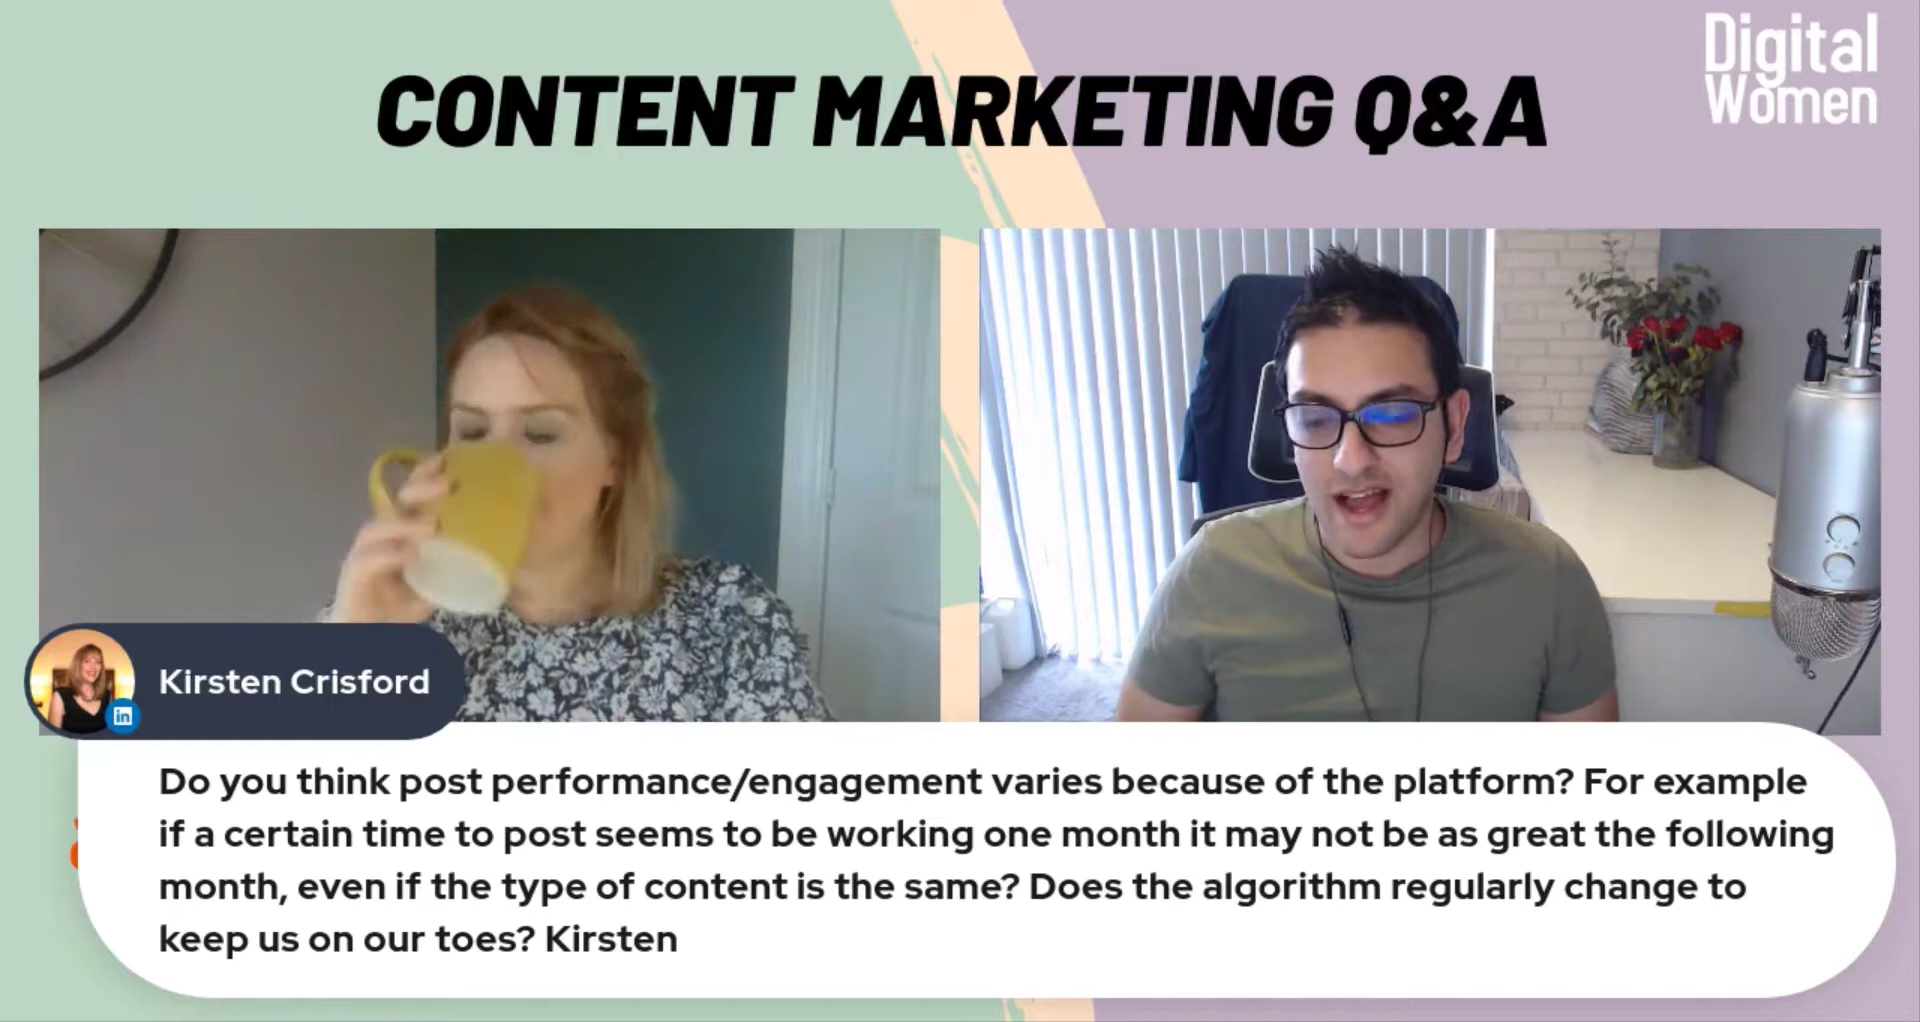 CONTENT MARKETING Q&A
Digital
Women
Kirsten Crisford
in
Do you think post performance/engagement varies because of the platform? For example
if a certain time to post seems to be working one month it may not be as great the following
month, even if the type of content is the same? Does the algorithm regularly change to
keep us on our toes? Kirsten